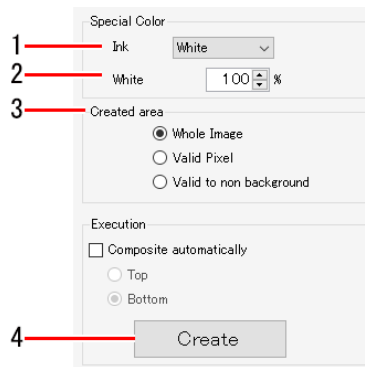 Special Color
1 Ink White
2 White 100 %
3 Created area
Whole Image
Valid Pixel
Valid to non background
Execution
Composite automatically
Top
Bottom
4 Create